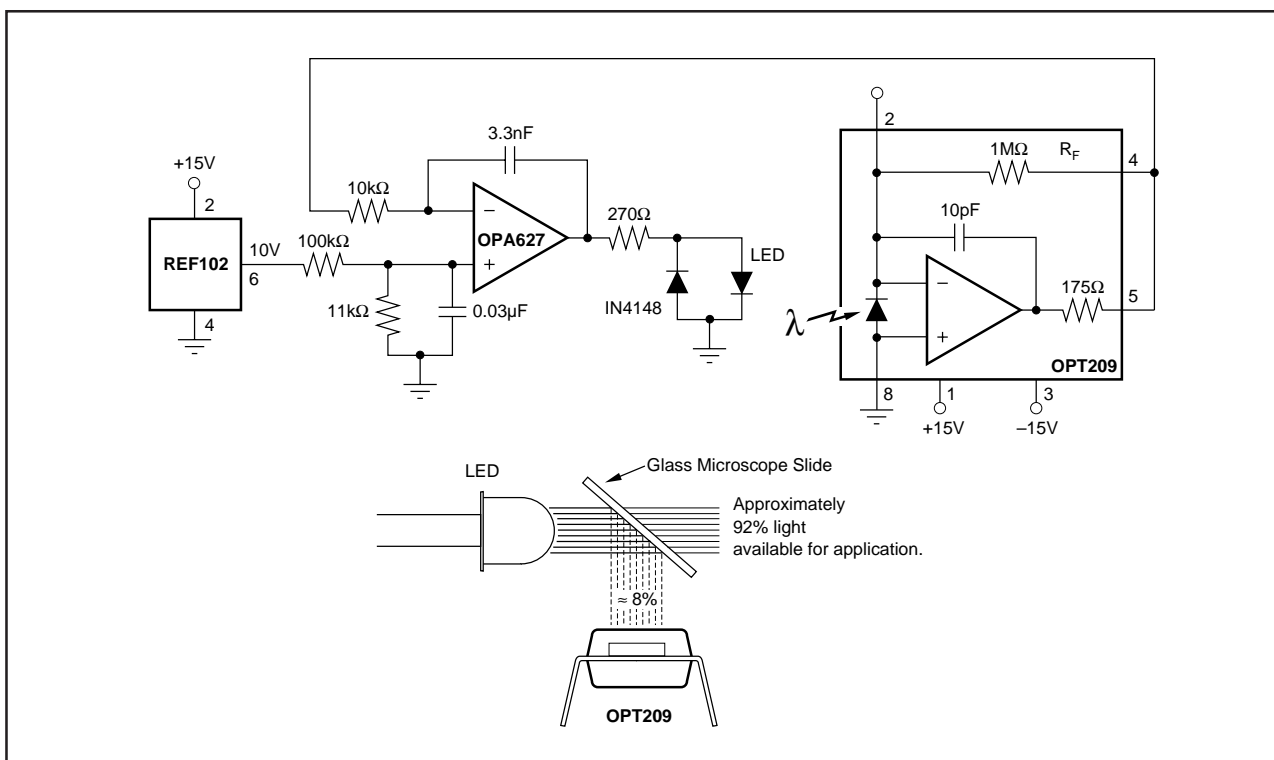 +15V
2
REF102
10V
6
4
100kΩ
11kΩ
0.03µF
10kΩ
3.3nF
−
+
OPA627
270Ω
IN4148
LED
2
1MΩ
RF
4
10pF
−
+
175Ω
5
λ
OPT209
8
1
3
+15V
–15V
LED
Glass Microscope Slide
Approximately
92% light
available for application.
≈ 8%
OPT209